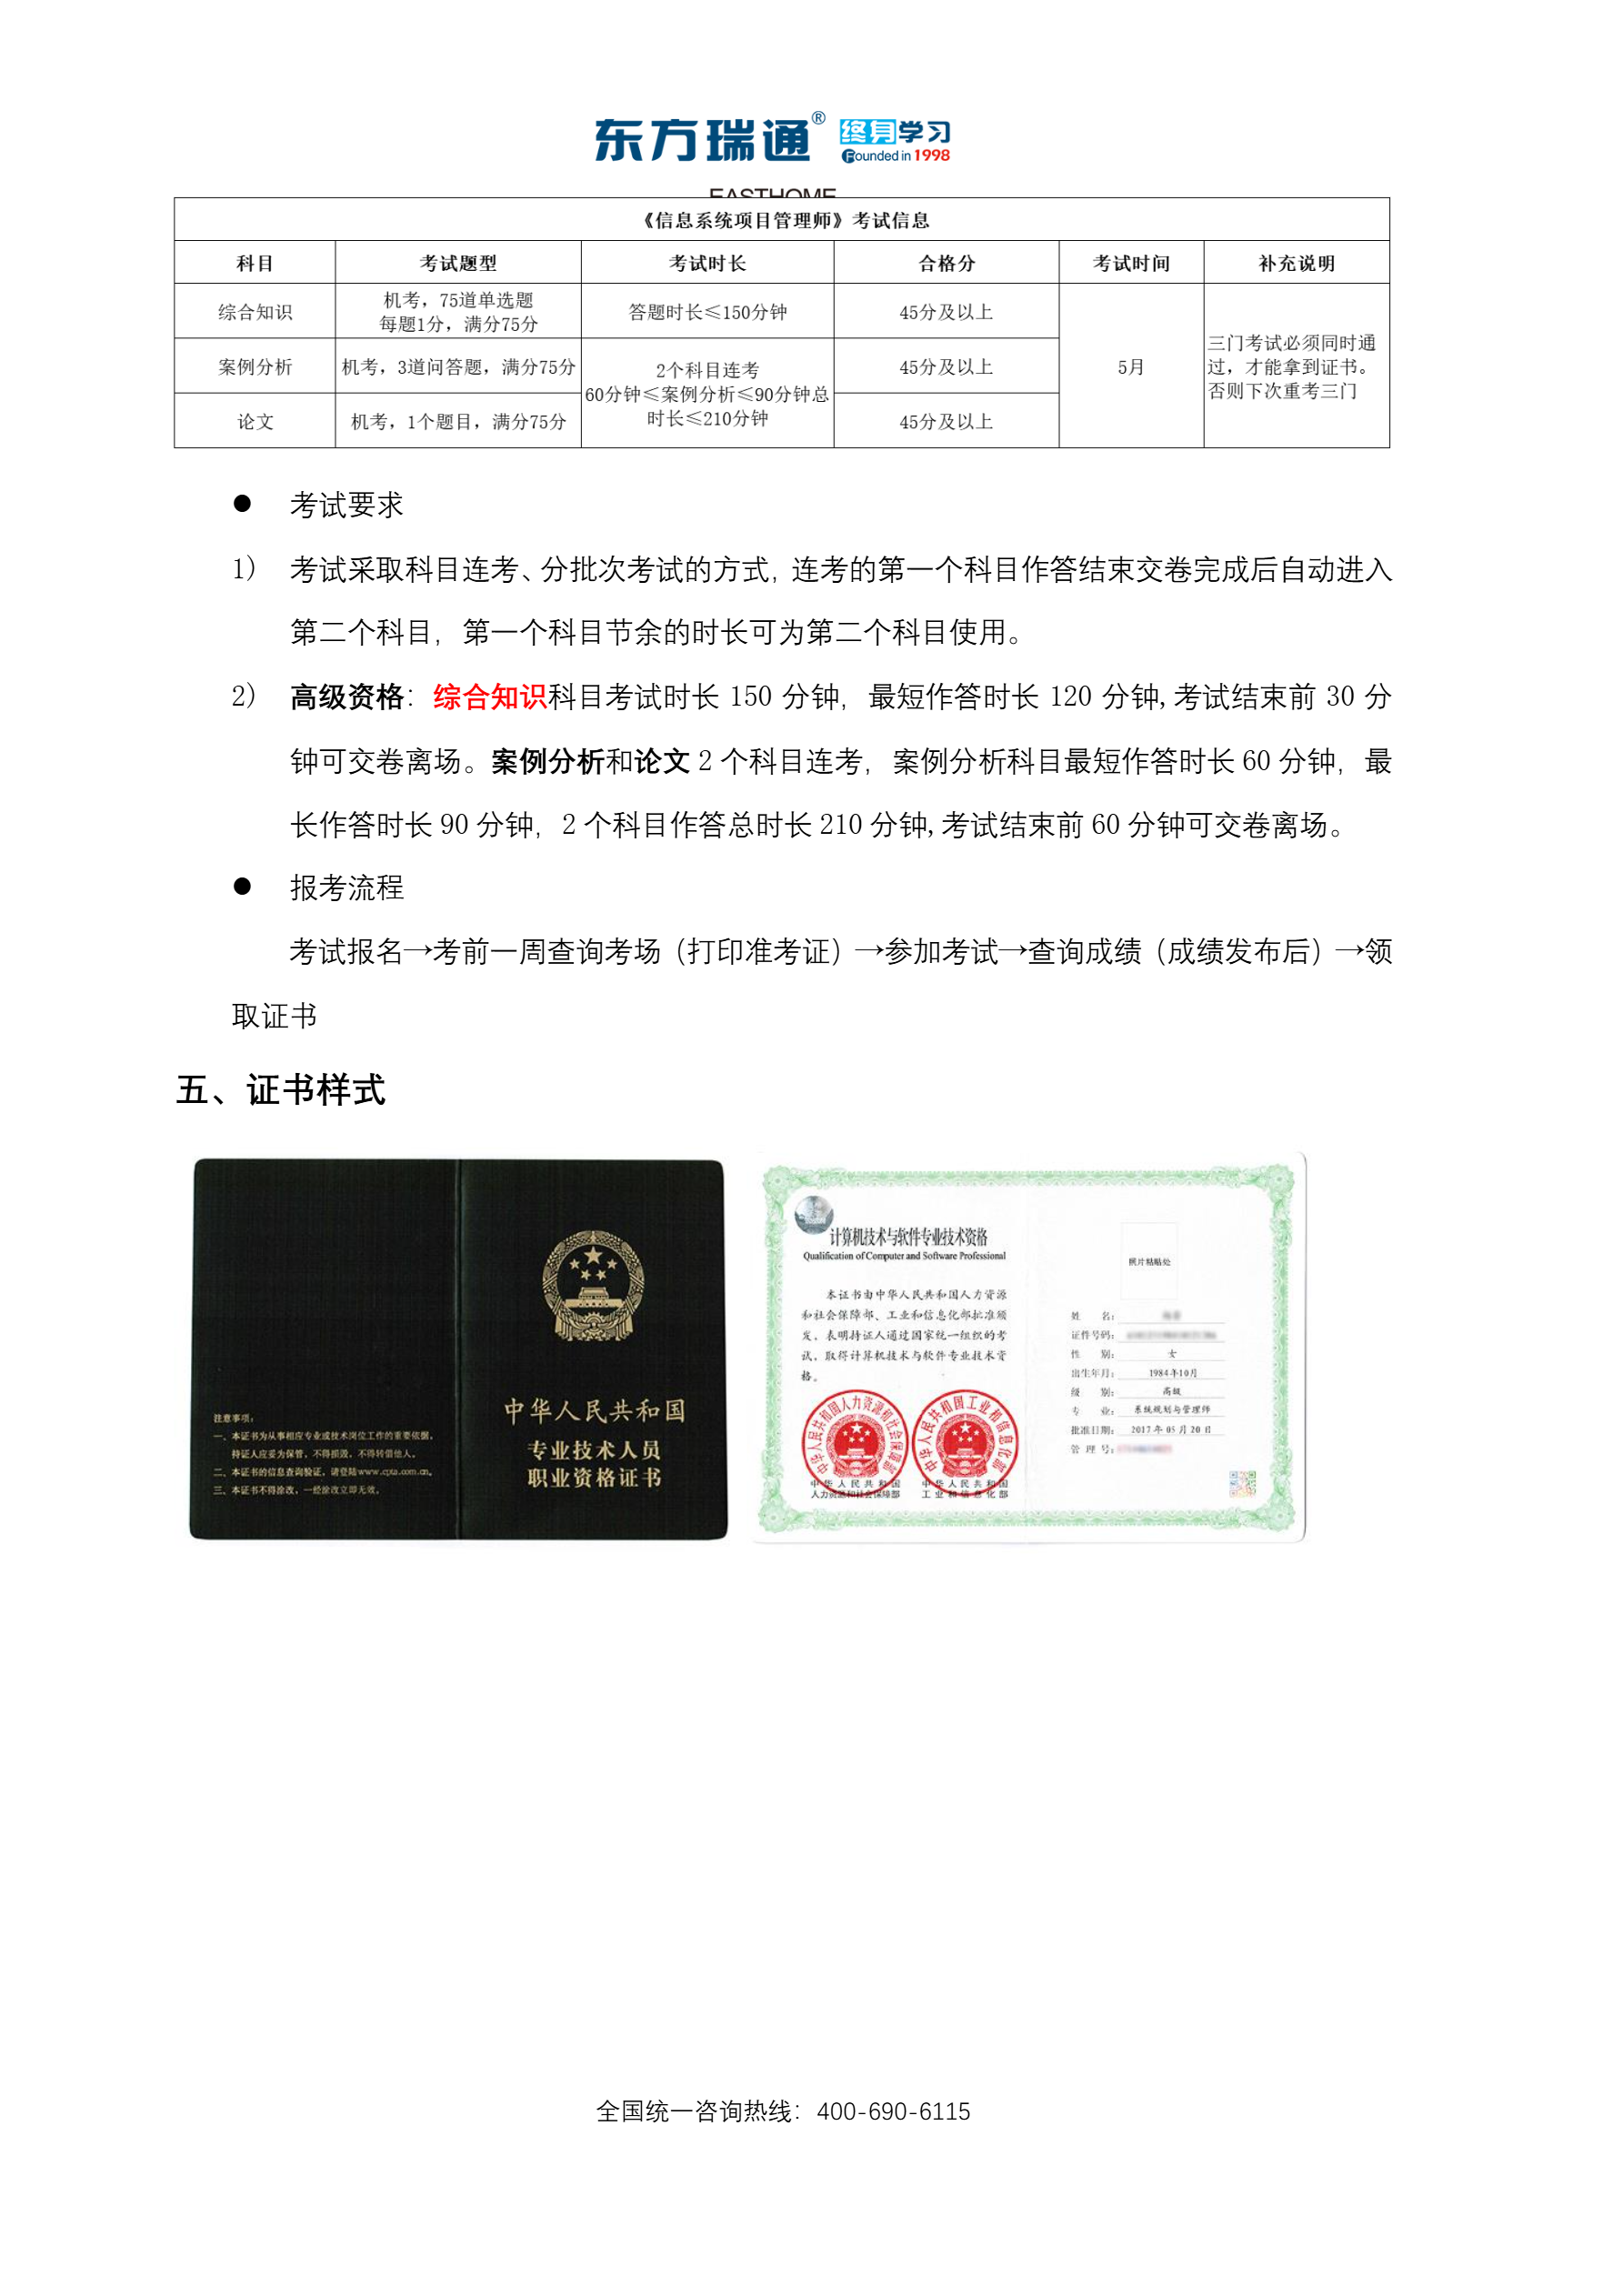 东方瑞通® 终身学习
Founded in 1998
EASTHOME
《信息系统项目管理师》考试信息
科目 考试题型 考试时长 合格分 考试时间 补充说明
综合知识 机考，75道单选题 每题1分，满分75分 答题时长≤150分钟 45分及以上 5月 三门考试必须同时通过，才能拿到证书。否则下次重考三门
案例分析 机考，3道问答题，满分75分 2个科目连考 60分钟≤案例分析≤90分钟总时长≤210分钟 45分及以上
论文 机考，1个题目，满分75分 45分及以上
● 考试要求
1) 考试采取科目连考、分批次考试的方式，连考的第一个科目作答结束交卷完成后自动进入
第二个科目，第一个科目节余的时长可为第二个科目使用。
2) 高级资格：综合知识科目考试时长 150 分钟，最短作答时长 120 分钟,考试结束前 30 分
钟可交卷离场。案例分析和论文 2 个科目连考，案例分析科目最短作答时长 60 分钟，最
长作答时长 90 分钟，2 个科目作答总时长 210 分钟,考试结束前 60 分钟可交卷离场。
● 报考流程
考试报名→考前一周查询考场（打印准考证）→参加考试→查询成绩（成绩发布后）→领
取证书
五、证书样式
中华人民共和国
专业技术人员
职业资格证书
注意事项：
一、本证书为从事相应专业或技术岗位工作的重要依据，
持证人应妥为保管，不得损毁，不得转借他人。
二、本证书的信息查询验证，请登陆www.cpta.com.cn。
三、本证书不得涂改，一经涂改立即无效。
计算机技术与软件专业技术资格
Qualification of Computer and Software Professional
本证书由中华人民共和国人力资源
和社会保障部、工业和信息化部批准颁
发，表明持证人通过国家统一组织的考
试，取得计算机技术与软件专业技术资
格。
中华人民共和国
人力资源和社会保障部
中华人民共和国
工业和信息化部
照片粘贴处
姓 名：
证件号码：
性 别： 女
出生年月： 1984年10月
级 别： 高级
专 业： 系统规划与管理师
批准日期： 2017年05月20日
管 理 号：
全国统一咨询热线：400-690-6115